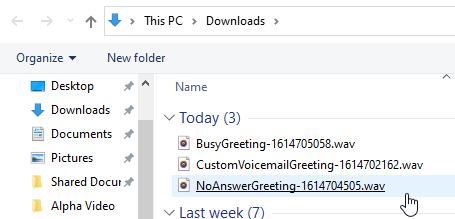 This PC > Downloads >
Organize New folder
Desktop
Downloads
Documents
Pictures
Shared Docur
Alpha Video
Name
Today (3)
BusyGreeting-1614705058.wav
CustomVoicemailGreeting-1614702162.wav
NoAnswerGreeting-1614704505.wav
Last week (7)